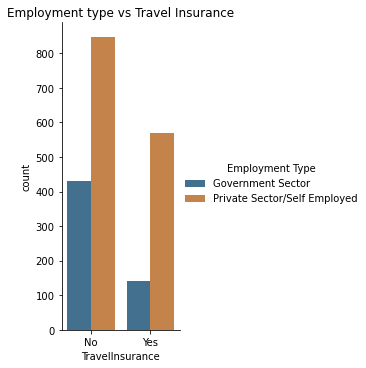 Employment type vs Travel Insurance
800
700
600
500
400
300
200
100
0
count
No
Yes
TravelInsurance
Employment Type
Government Sector
Private Sector/Self Employed